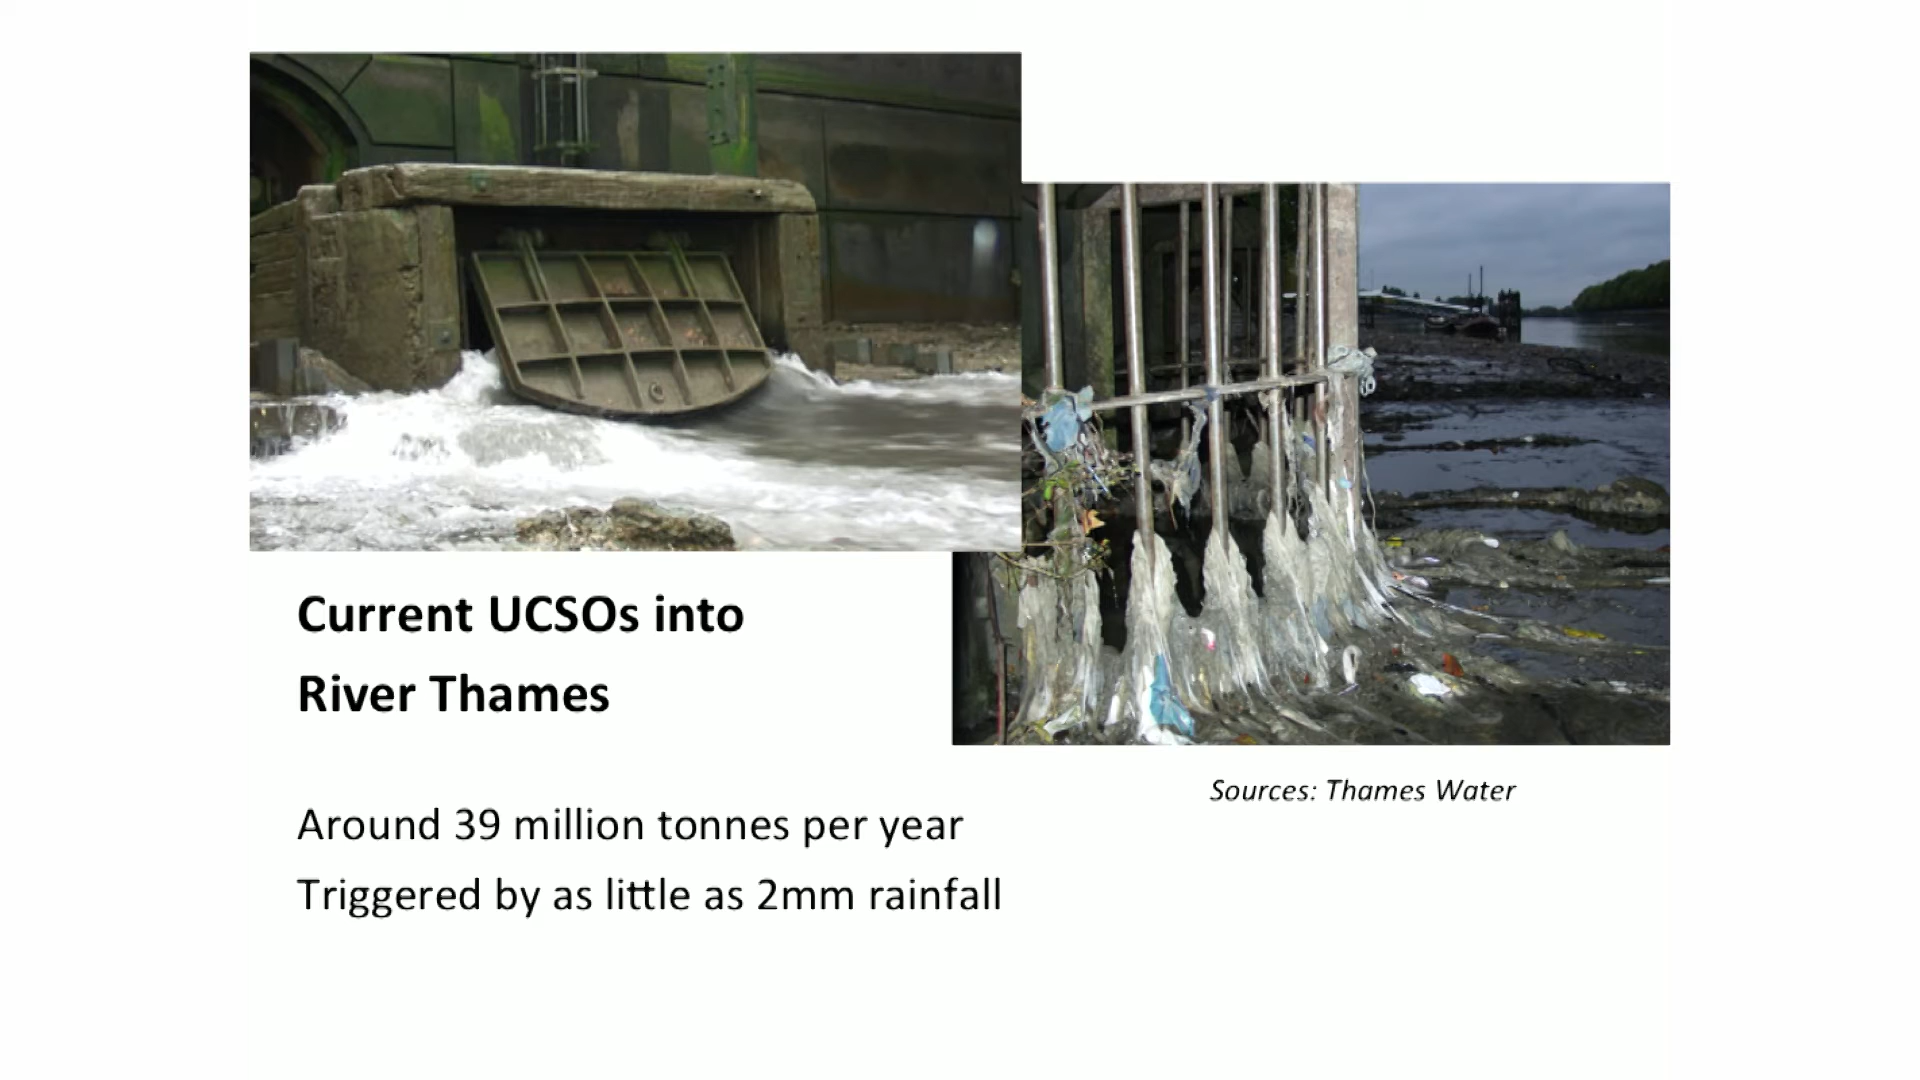 Current UCSOs into
River Thames
Sources: Thames Water
Around 39 million tonnes per year
Triggered by as little as 2mm rainfall